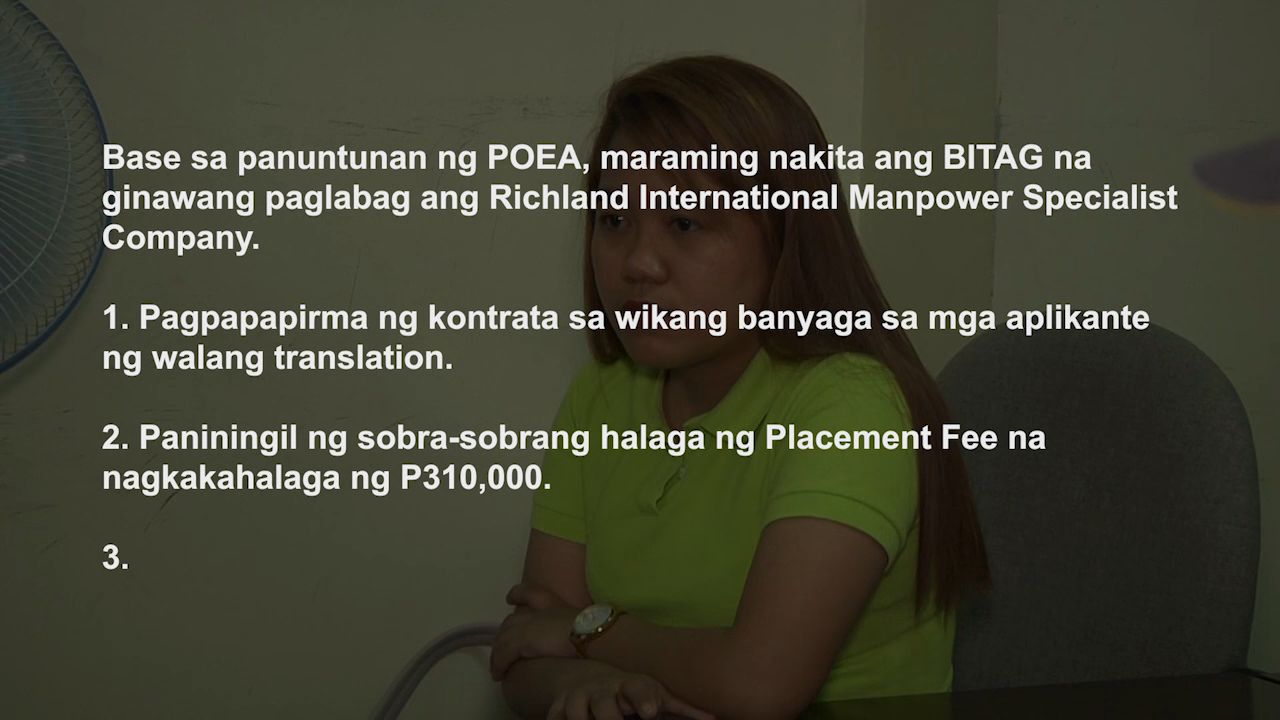 Base sa panuntunan ng POEA, maraming nakita ang BITAG na
ginawang paglabag ang Richland International Manpower Specialist
Company.
1. Pagpapapirma ng kontrata sa wikang banyaga sa mga aplikante
ng walang translation.
2. Paniningil ng sobra-sobrang halaga ng Placement Fee na
nagkakahalaga ng P310,000.
3.